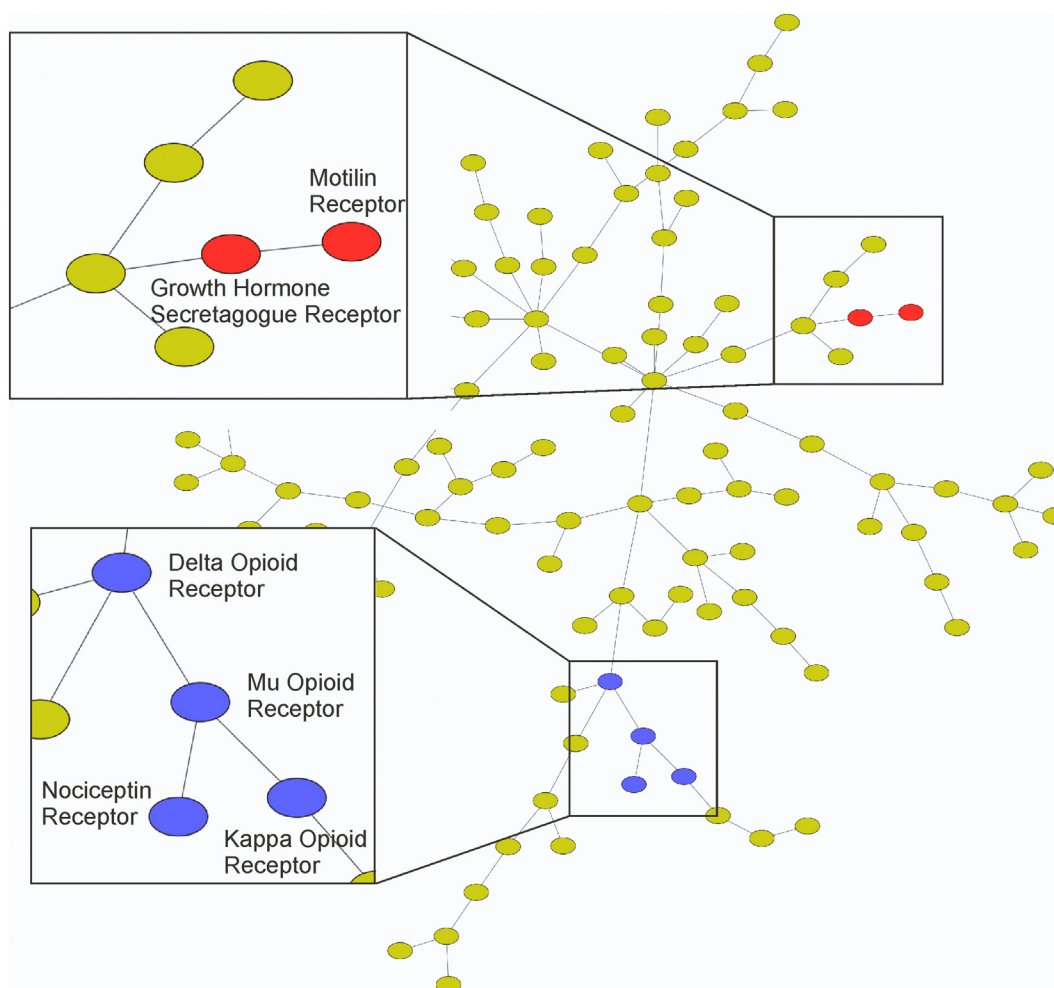 Motilin
Receptor
Growth Hormone
Secretagogue Receptor
Delta Opioid
Receptor
Mu Opioid
Receptor
Nociceptin
Receptor
Kappa Opioid
Receptor